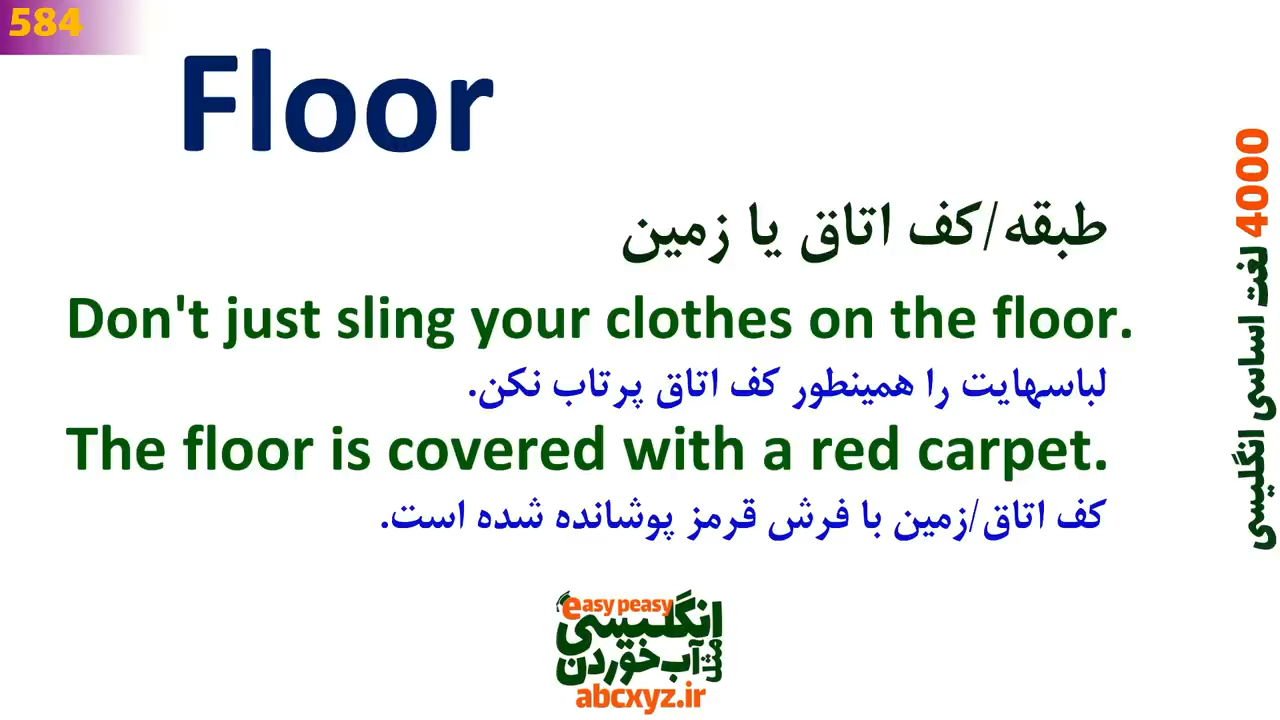 584
Floor
طبقه/کف اتاق یا زمین
Don't just sling your clothes on the floor.
لباسهایت را همینطور کف اتاق پرتاب نکن.
The floor is covered with a red carpet.
کف اتاق/زمین با فرش قرمز پوشانده شده است.
4000 لغت اساسی انگلیسی
easy peasy
انگلیسی
مثل آب خوردن
abcxyz.ir